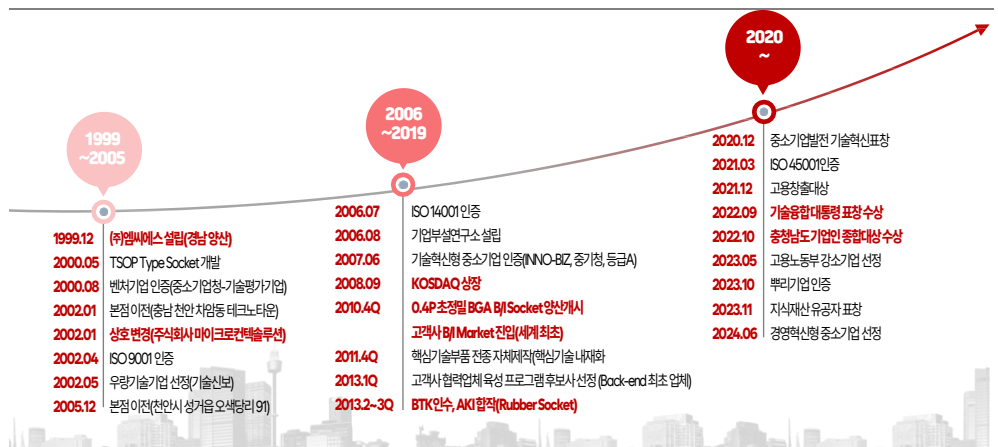 1999
~2005
1999.12 ㈜엠씨에스 설립(경남 양산)
2000.05 TSOP Type Socket 개발
2000.08 벤처기업 인증(중소기업청-기술평가기업)
2002.01 본점 이전(충남 천안 차암동 테크노타운)
2002.01 상호 변경(주식회사 마이크로컨텍솔루션)
2002.04 ISO 9001 인증
2002.05 우량기술기업 선정(기술신보)
2005.12 본점 이전(천안시 성거읍 오색당리 91)
2006
~2019
2006.07 ISO 14001 인증
2006.08 기업부설연구소 설립
2007.06 기술혁신형 중소기업 인증(INNO-BIZ, 중기청, 등급A)
2008.09 KOSDAQ 상장
2010.4Q 0.4P 초정밀 BGA B/I Socket 양산개시
고객사 B/I Market 진입(세계 최초)
2011.4Q 핵심기술부품 전종 자체제작(핵심기술 내재화
2013.1Q 고객사 협력업체 육성 프로그램 후보사 선정 (Back-end 최초 업체)
2013.2~3Q BTK 인수, AKI 합작(Rubber Socket)
2020
~
2020.12 중소기업발전 기술혁신표창
2021.03 ISO 45001인증
2021.12 고용창출대상
2022.09 기술융합 대통령 표창 수상
2022.10 충청남도 기업인 종합대상 수상
2023.05 고용노동부 강소기업 선정
2023.10 뿌리기업 인증
2023.11 지식재산 유공자 표창
2024.06 경영혁신형 중소기업 선정